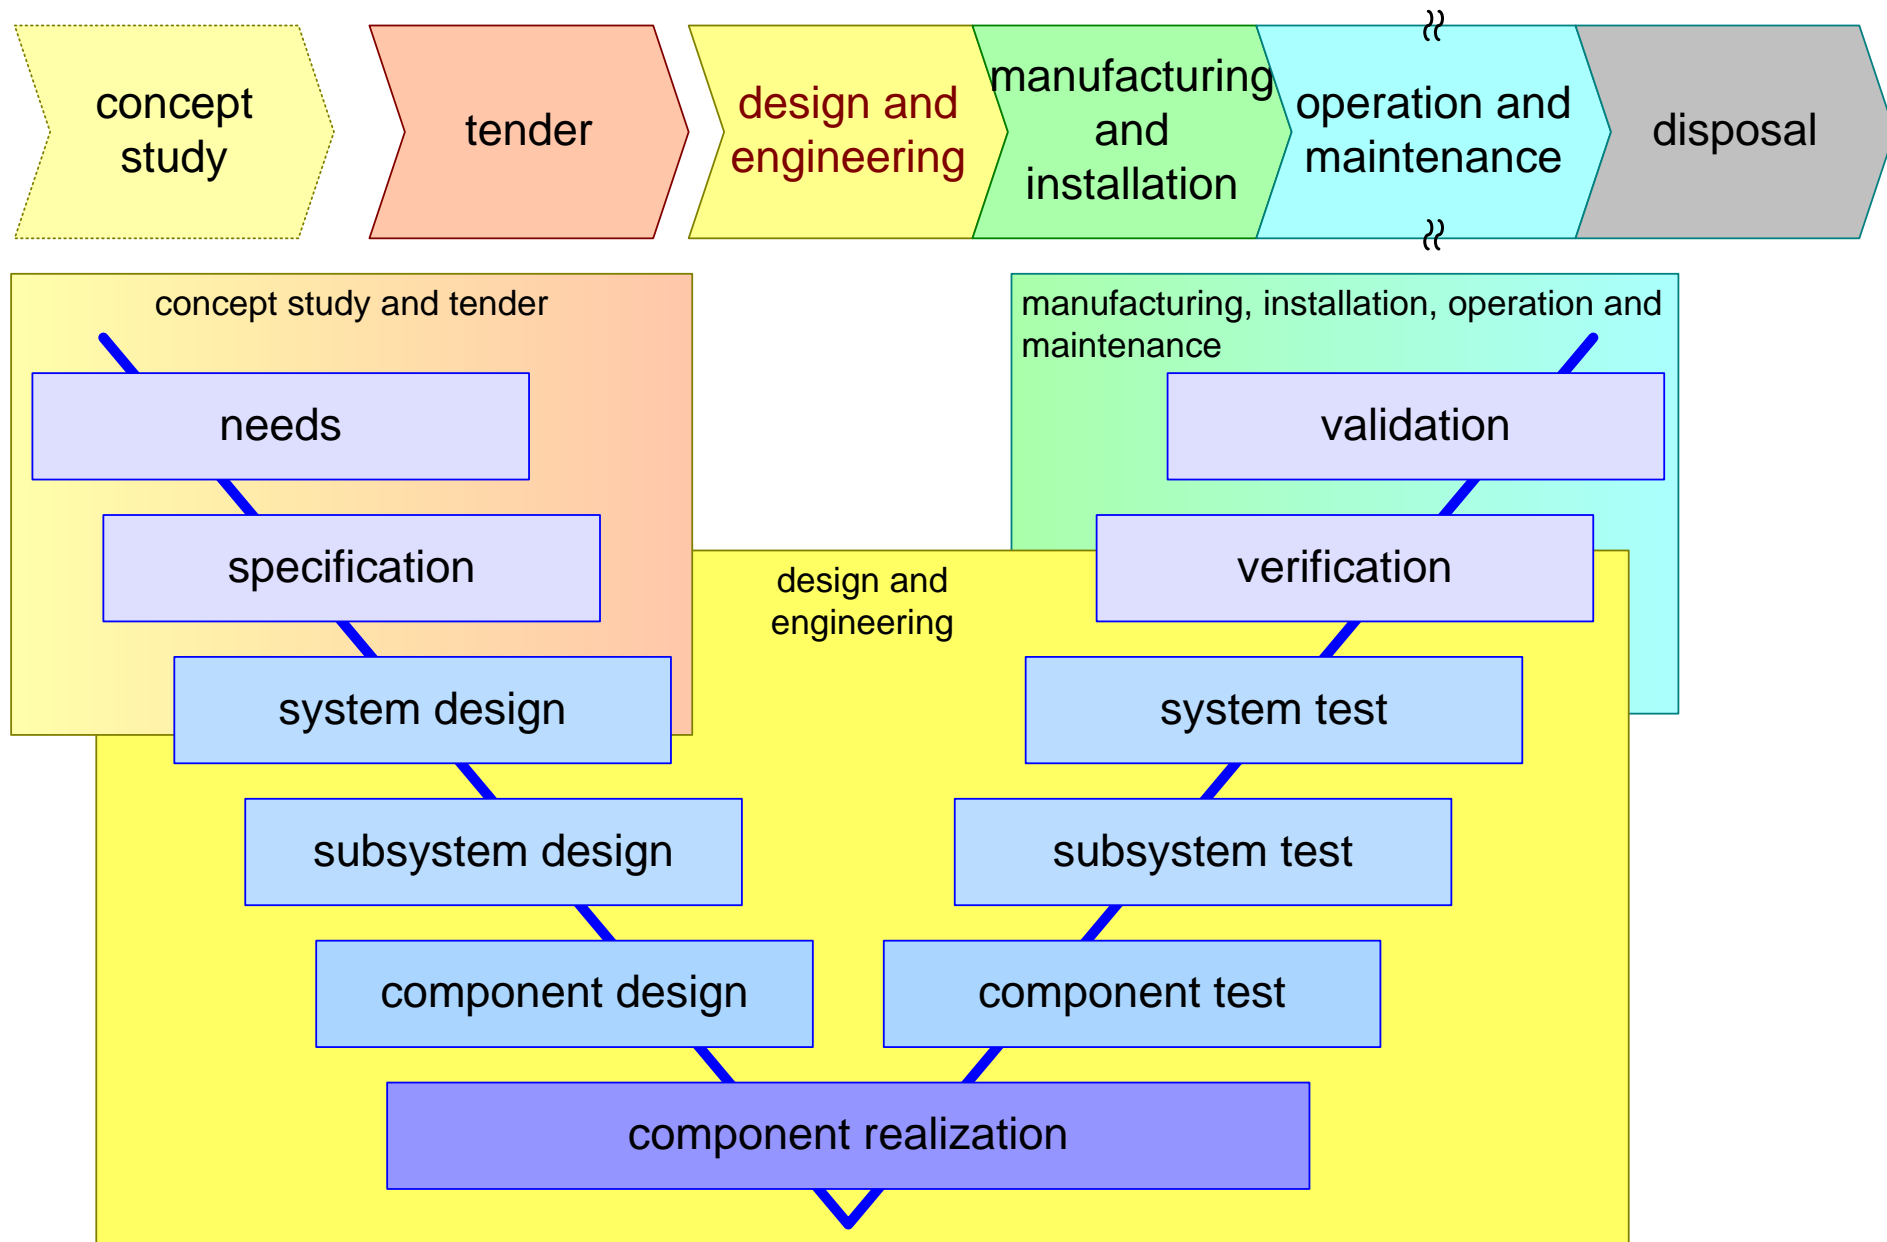 concept
study
tender
design and
engineering
manufacturing
and
installation
operation and
maintenance
disposal
concept study and tender
manufacturing, installation, operation and
maintenance
needs
validation
specification
verification
design and
engineering
system design
system test
subsystem design
subsystem test
component design
component test
component realization